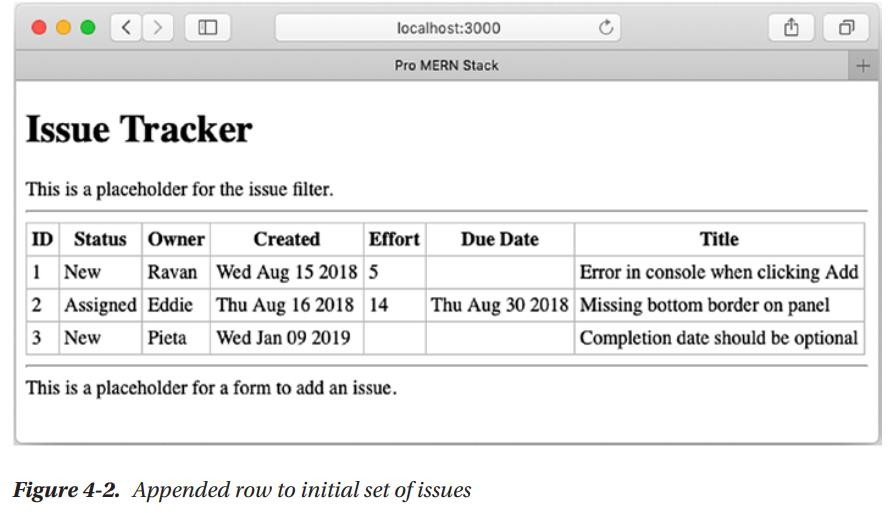 localhost:3000
Pro MERN Stack
Issue Tracker
This is a placeholder for the issue filter.
ID Status Owner Created Effort Due Date Title
1 New Ravan Wed Aug 15 2018 5 Error in console when clicking Add
2 Assigned Eddie Thu Aug 16 2018 14 Thu Aug 30 2018 Missing bottom border on panel
3 New Pieta Wed Jan 09 2019 Completion date should be optional
This is a placeholder for a form to add an issue.
Figure 4-2. Appended row to initial set of issues